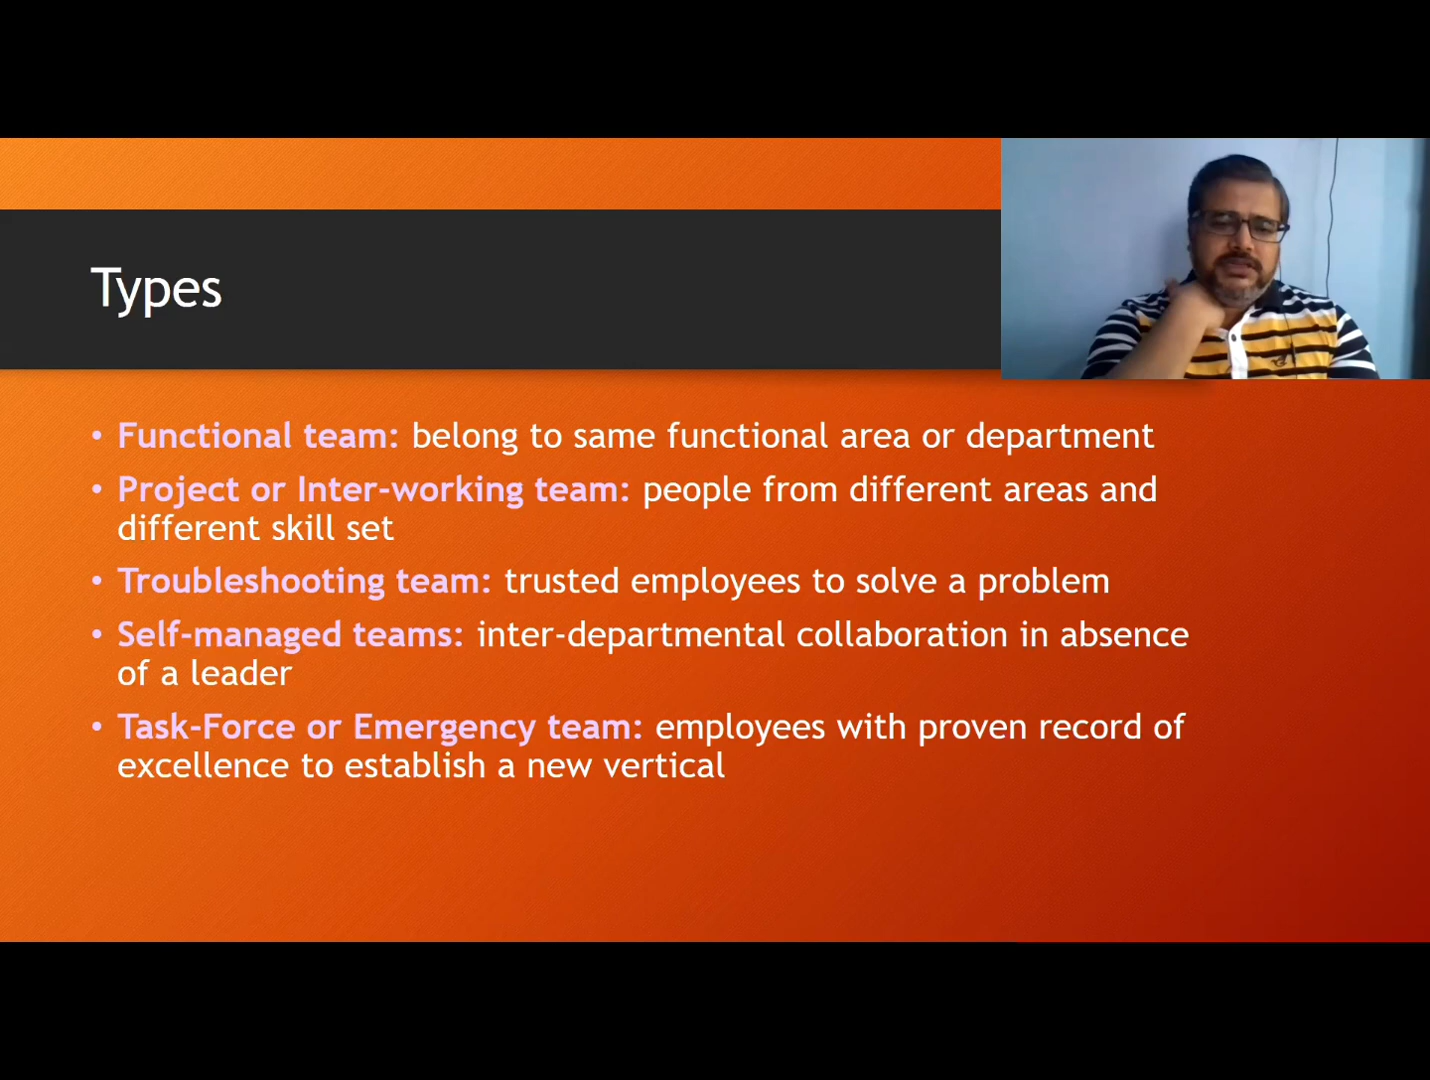 Types
• Functional team: belong to same functional area or department
• Project or Inter-working team: people from different areas and
different skill set
• Troubleshooting team: trusted employees to solve a problem
• Self-managed teams: inter-departmental collaboration in absence
of a leader
• Task-Force or Emergency team: employees with proven record of
excellence to establish a new vertical